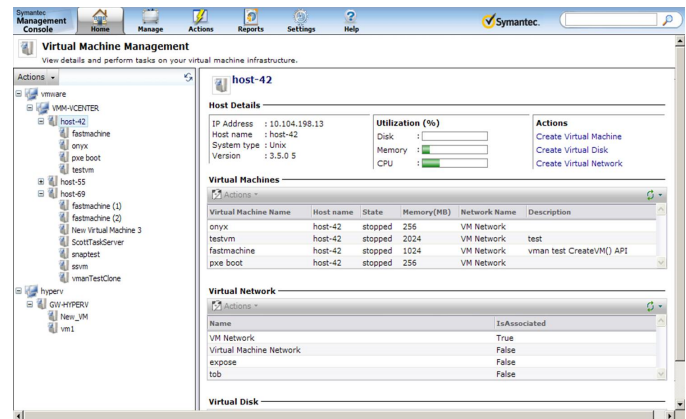 Symantec
Management
Console
Home
Manage
Actions
Reports
Settings
Help
Symantec.
Virtual Machine Management
View details and perform tasks on your virtual machine infrastructure.
Actions
vmware
VMM-VCENTER
host-42
fastmachine
onyx
pxe boot
testvm
host-55
host-69
fastmachine (1)
fastmachine (2)
New Virtual Machine 3
ScottTaskServer
snaptest
ssvm
vmanTestClone
hyperv
GW-HYPERV
New_VM
vm1
host-42
Host Details
IP Address : 10.104.198.13
Host name : host-42
System type : Unix
Version : 3.5.0 5
Utilization (%)
Disk :
Memory :
CPU :
Actions
Create Virtual Machine
Create Virtual Disk
Create Virtual Network
Virtual Machines
Actions
Virtual Machine Name Host name State Memory(MB) Network Name Description
onyx host-42 stopped 256 VM Network
testvm host-42 stopped 2024 VM Network test
fastmachine host-42 stopped 1024 VM Network vman test CreateVM() API
pxe boot host-42 stopped 256 VM Network
Virtual Network
Actions
Name IsAssociated
VM Network True
Virtual Machine Network False
expose False
tob False
Virtual Disk